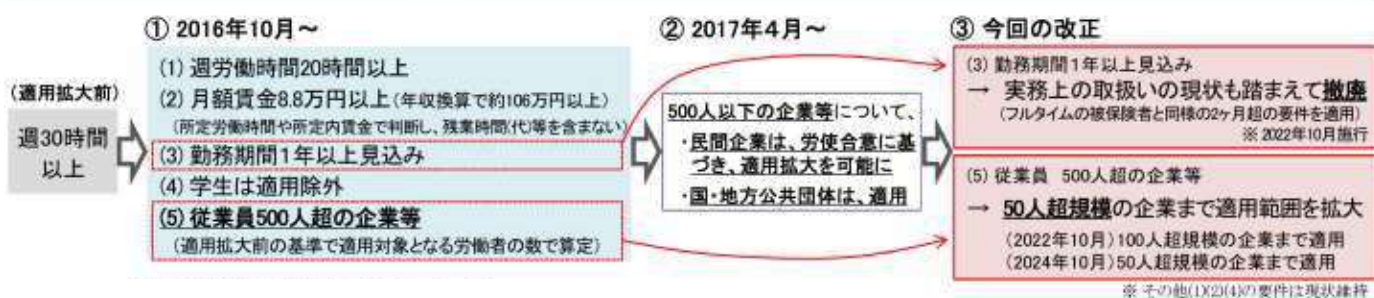 ① 2016年10月~
② 2017年4月~
③ 今回の改正
(適用拡大前)
週30時間
以上
(1) 週労働時間20時間以上
(2) 月額賃金8.8万円以上(年収換算で約106万円以上)
(所定労働時間や所定内賃金で判断し、残業時間(代)等を含まない)
(3) 勤務期間1年以上見込み
(4) 学生は適用除外
(5) 従業員500人超の企業等
(適用拡大前の基準で適用対象となる労働者の数で算定)
500人以下の企業等について、
・民間企業は、労使合意に基
づき、適用拡大を可能に
・国・地方公共団体は、適用
(3) 勤務期間1年以上見込み
→ 実務上の取扱いの現状も踏まえて撤廃
(フルタイムの被保険者と同様の2ヶ月超の要件を適用)
※ 2022年10月施行
(5) 従業員 500人超の企業等
→ 50人超規模の企業まで適用範囲を拡大
(2022年10月)100人超規模の企業まで適用
(2024年10月)50人超規模の企業まで適用
※ その他(1)(2)(4)の要件は現状維持